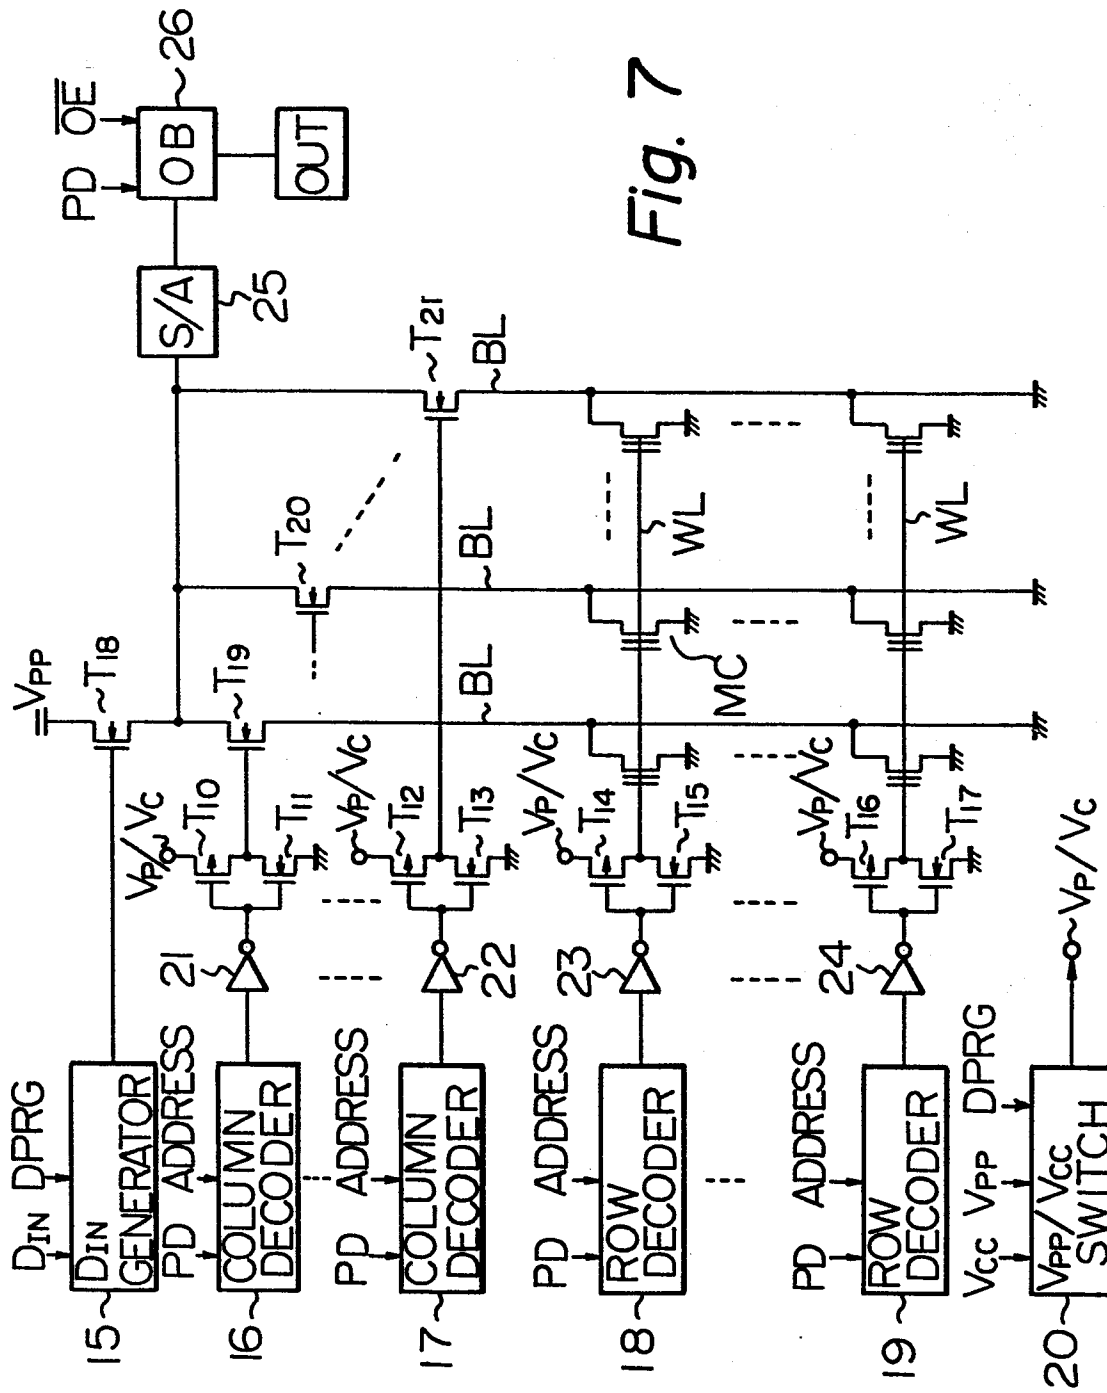 Fig. 7
DIN DPRG
15
DIN
GENERATOR
VPP
T18
PD ADDRESS
16
COLUMN
DECODER
21
VP/VC
T10
T11
T19
PD ADDRESS
17
COLUMN
DECODER
22
VP/VC
T12
T13
T20
T21
S/A
25
PD OE
OB
26
OUT
BL
BL
BL
PD ADDRESS
18
ROW
DECODER
23
VP/VC
T14
T15
MC
WL
PD ADDRESS
19
ROW
DECODER
24
VP/VC
T16
T17
WL
VCC VPP DPRG
20
VPP/VCC
SWITCH
VP/VC